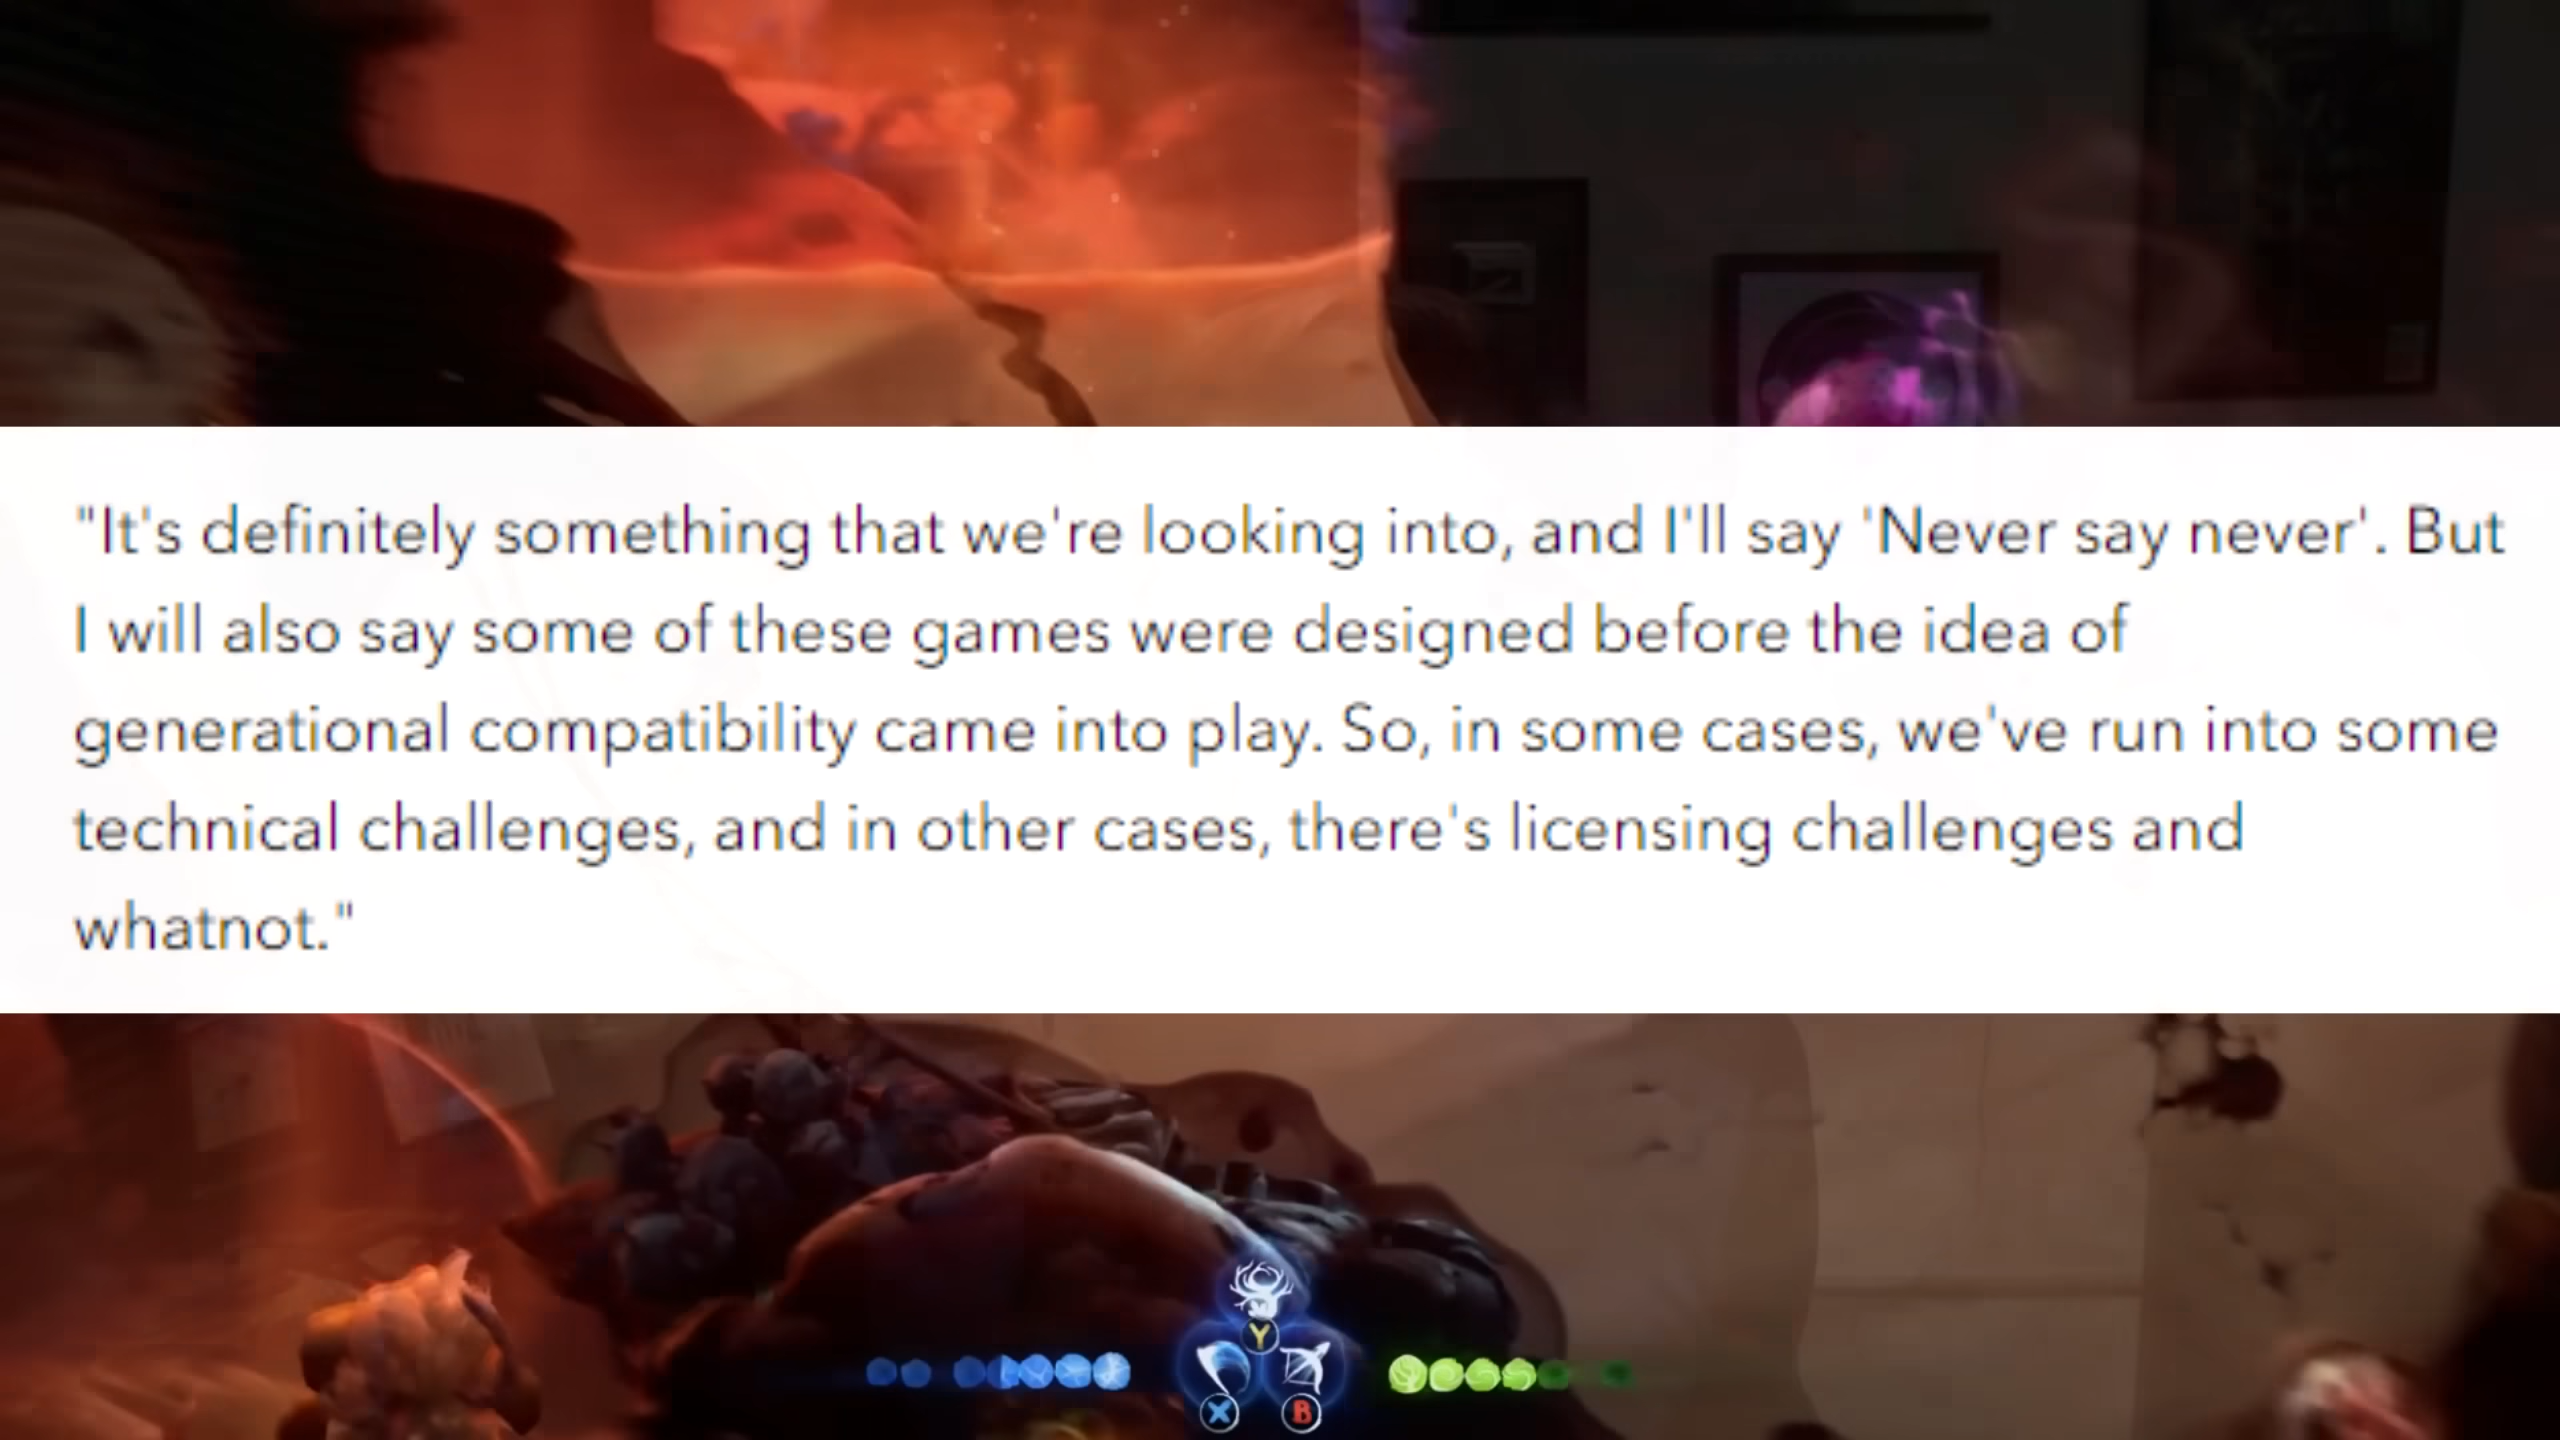 "It's definitely something that we're looking into, and I'll say 'Never say never'. But
I will also say some of these games were designed before the idea of
generational compatibility came into play. So, in some cases, we've run into some
technical challenges, and in other cases, there's licensing challenges and
whatnot."
Y
X B